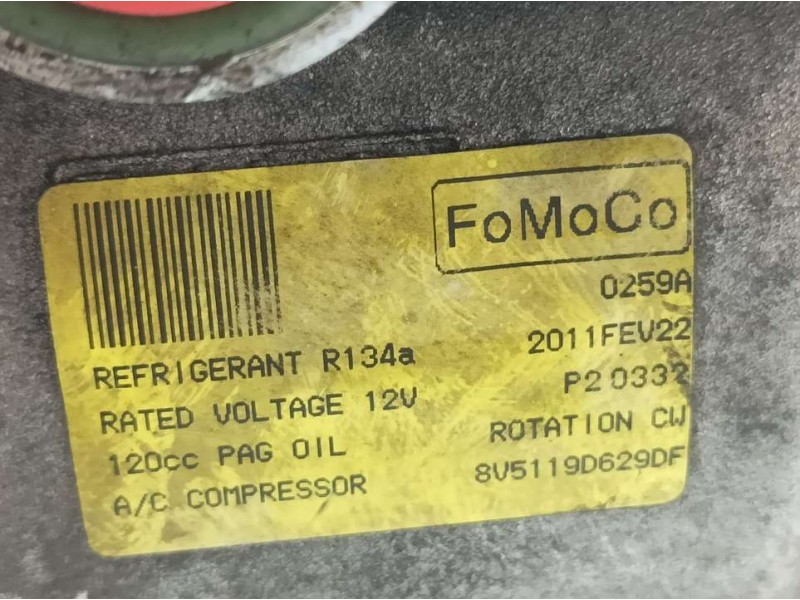 FoMoCo
0259A
2011FEV22
REFRIGERANT R134a
P2 0332
RATED VOLTAGE 12V
ROTATION CW
120cc PAG OIL
8V5119D629DF
A/C COMPRESSOR